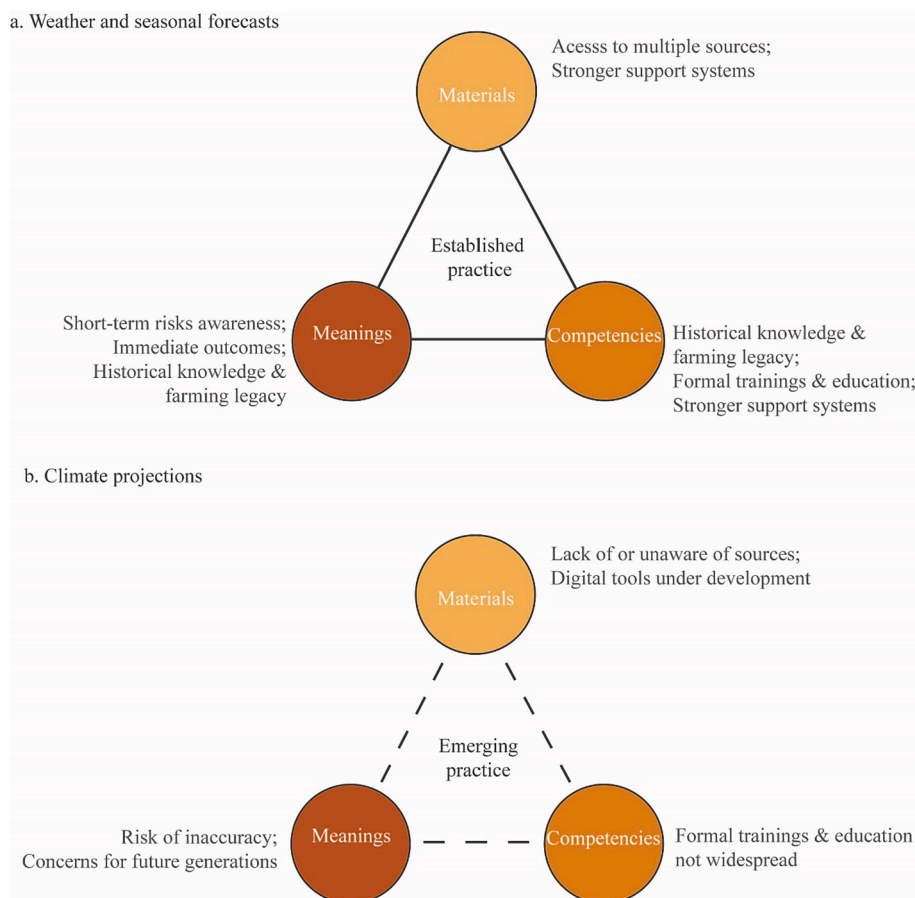 a. Weather and seasonal forecasts
Acesss to multiple sources;
Stronger support systems
Materials
Established
practice
Meanings
Short-term risks awareness;
Immediate outcomes;
Historical knowledge &
farming legacy
Competencies
Historical knowledge &
farming legacy;
Formal trainings & education;
Stronger support systems
b. Climate projections
Lack of or unaware of sources;
Digital tools under development
Materials
Emerging
practice
Meanings
Risk of inaccuracy;
Concerns for future generations
Competencies
Formal trainings & education
not widespread